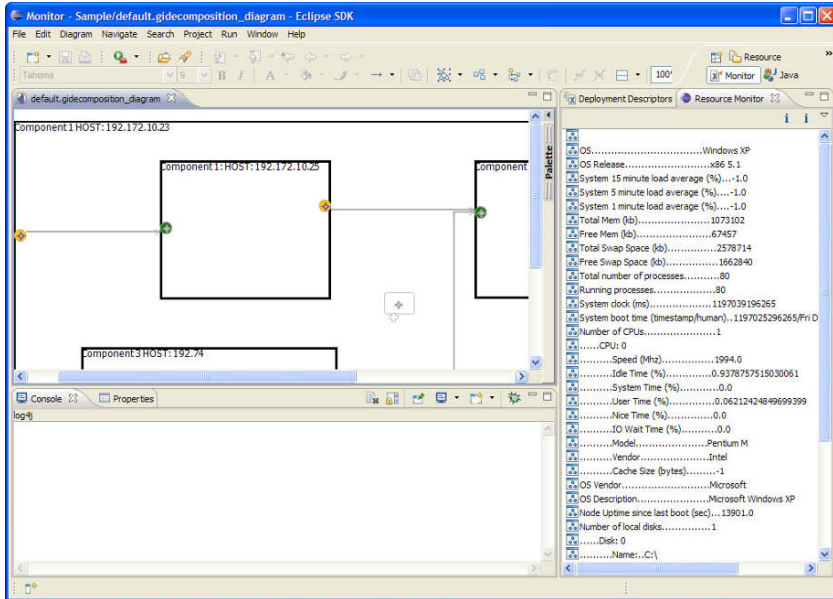 Monitor - Sample/default.gidecomposition_diagram - Eclipse SDK
File Edit Diagram Navigate Search Project Run Window Help
Resource
»
Tahoma 9 B I A 100%
Monitor Java
default.gidecomposition_diagram
Component 1 HOST: 192.172.10.23
Component 1: HOST: 192.172.10.25
Component
Palette
Component 3 HOST: 192.74
Console Properties
log4j
Deployment Descriptors Resource Monitor
i i
OS................................Windows XP
OS Release.........................x86 5.1
System 15 minute load average (%)...-1.0
System 5 minute load average (%)....-1.0
System 1 minute load average (%)....-1.0
Total Mem (kb).....................1073102
Free Mem (kb)......................67457
Total Swap Space (kb)..............2578714
Free Swap Space (kb)...............1662840
Total number of processes..........80
Running processes..................80
System clock (ms)..................1197039196265
System boot time (timestamp/human)..1197025296265/Fri D
Number of CPUs.....................1
......CPU: 0
..........Speed (Mhz)..............1994.0
..........Idle Time (%)............0.9378757515030061
..........System Time (%)..........0.0
..........User Time (%)............0.06212424849699399
..........Nice Time (%)............0.0
..........IO Wait Time (%).........0.0
..........Model....................Pentium M
..........Vendor...................Intel
..........Cache Size (bytes)........-1
OS Vendor.........................Microsoft
OS Description....................Microsoft Windows XP
Node Uptime since last boot (sec)...13901.0
Number of local disks..............1
......Disk: 0
..........Name:..C:\